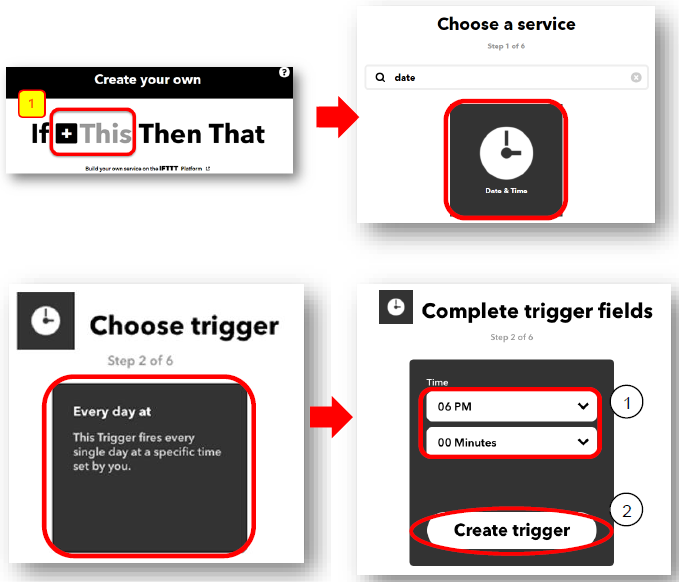 Create your own
?
1
If +This Then That
Build your own service on the IFTTT Platform
Choose a service
Step 1 of 6
date
Date & Time
Choose trigger
Step 2 of 6
Every day at
This Trigger fires every
single day at a specific time
set by you.
Complete trigger fields
Step 2 of 6
Time
06 PM
1
00 Minutes
2
Create trigger